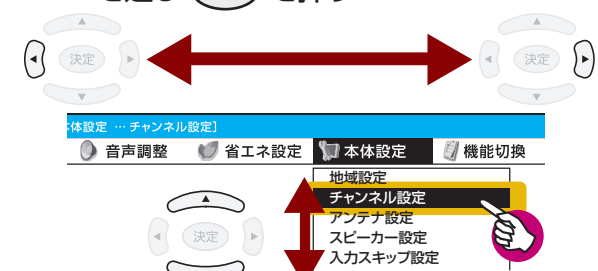 を選び を押す
決定 決定
体設定 … チャンネル設定]
音声調整 省エネ設定 本体設定 機能切換
地域設定
チャンネル設定
アンテナ設定
決定
スピーカー設定
入力スキップ設定